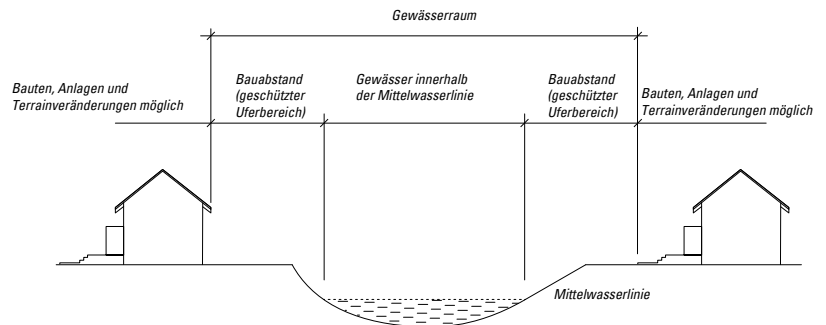 Gewässerraum
Bauten, Anlagen und
Terrainveränderungen möglich
Bauabstand
(geschützter
Uferbereich)
Gewässer innerhalb
der Mittelwasserlinie
Bauabstand
(geschützter
Uferbereich)
Bauten, Anlagen und
Terrainveränderungen möglich
Mittelwasserlinie